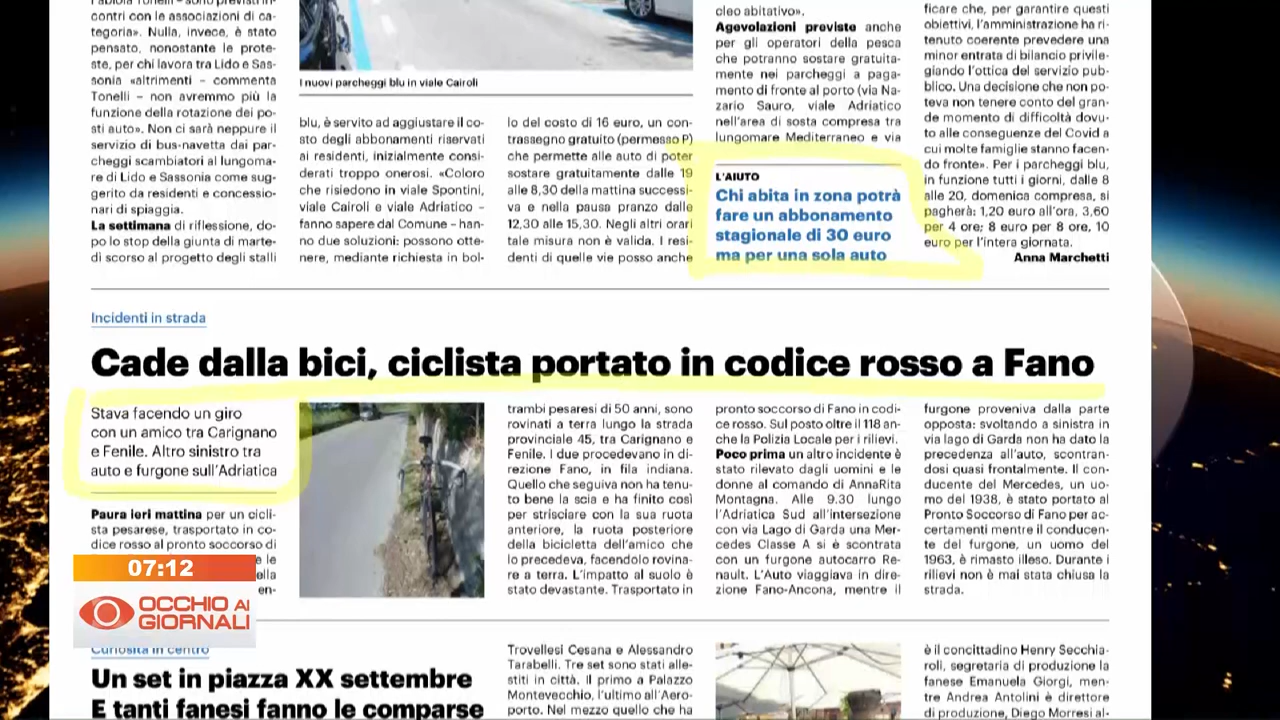 Fabiola Tonelli – sono previsti in-
contri con le associazioni di ca-
tegoria». Nulla, invece, è stato
pensato, nonostante le prote-
ste, per chi lavora tra Lido e Sas-
sonia «altrimenti – commenta
Tonelli – non avremmo più la
funzione della rotazione dei po-
sti auto». Non ci sarà neppure il
servizio di bus-navetta dai par-
cheggi scambiatori al lungoma-
re di Lido e Sassonia come sug-
gerito da residenti e concessio-
nari di spiaggia.
La settimana di riflessione, do-
po lo stop della giunta di marte-
dì scorso al progetto degli stalli
I nuovi parcheggi blu in viale Cairoli
blu, è servito ad aggiustare il co-
sto degli abbonamenti riservati
ai residenti, inizialmente consi-
derati troppo onerosi. «Coloro
che risiedono in viale Spontini,
viale Cairoli e viale Adriatico –
fanno sapere dal Comune – han-
no due soluzioni: possono otte-
nere, mediante richiesta in bol-
lo del costo di 16 euro, un con-
trassegno gratuito (permesso P)
che permette alle auto di poter
sostare gratuitamente dalle 19
alle 8,30 della mattina successi-
va e nella pausa pranzo dalle
12,30 alle 15,30. Negli altri orari
tale misura non è valida. I resi-
denti di quelle vie posso anche
cleo abitativo».
Agevolazioni previste anche
per gli operatori della pesca
che potranno sostare gratuita-
mente nei parcheggi a paga-
mento di fronte al porto (via Na-
zario Sauro, viale Adriatico
nell'area di sosta compresa tra
lungomare Mediterraneo e via
L'AIUTO
Chi abita in zona potrà
fare un abbonamento
stagionale di 30 euro
ma per una sola auto
ficare che, per garantire questi
obiettivi, l'amministrazione ha ri-
tenuto coerente prevedere una
minor entrata di bilancio privile-
giando l'ottica del servizio pub-
blico. Una decisione che non po-
teva non tenere conto del gran-
de momento di difficoltà dovu-
to alle conseguenze del Covid a
cui molte famiglie stanno facen-
do fronte». Per i parcheggi blu,
in funzione tutti i giorni, dalle 8
alle 20, domenica compresa, si
pagherà: 1,20 euro all'ora, 3,60
per 4 ore; 8 euro per 8 ore, 10
euro per l'intera giornata.
Anna Marchetti
Incidenti in strada
Cade dalla bici, ciclista portato in codice rosso a Fano
Stava facendo un giro
con un amico tra Carignano
e Fenile. Altro sinistro tra
auto e furgone sull'Adriatica
Paura ieri mattina per un cicli-
sta pesarese, trasportato in co-
dice rosso al pronto soccorso di
e le
ella
en-
trambi pesaresi di 50 anni, sono
rovinati a terra lungo la strada
provinciale 45, tra Carignano e
Fenile. I due procedevano in di-
rezione Fano, in fila indiana.
Quello che seguiva non ha tenu-
to bene la scia e ha finito così
per strisciare con la sua ruota
anteriore, la ruota posteriore
della bicicletta dell'amico che
lo precedeva, facendolo rovina-
re a terra. L'impatto al suolo è
stato devastante. Trasportato in
pronto soccorso di Fano in codi-
ce rosso. Sul posto oltre il 118 an-
che la Polizia Locale per i rilievi.
Poco prima un altro incidente è
stato rilevato dagli uomini e le
donne al comando di AnnaRita
Montagna. Alle 9.30 lungo
l'Adriatica Sud all'intersezione
con via Lago di Garda una Mer-
cedes Classe A si è scontrata
con un furgone autocarro Re-
nault. L'Auto viaggiava in dire-
zione Fano-Ancona, mentre il
furgone proveniva dalla parte
opposta: svoltando a sinistra in
via lago di Garda non ha dato la
precedenza all'auto, scontran-
dosi quasi frontalmente. Il con-
ducente del Mercedes, un uo-
mo del 1938, è stato portato al
Pronto Soccorso di Fano per ac-
certamenti mentre il conducen-
te del furgone, un uomo del
1963, è rimasto illeso. Durante i
rilievi non è mai stata chiusa la
strada.
07:12
OCCHIO AI
GIORNALI
Curiosità in centro
Un set in piazza XX settembre
E tanti fanesi fanno le comparse
Trovellesi Cesana e Alessandro
Tarabelli. Tre set sono stati alle-
stiti in città. Il primo a Palazzo
Montevecchio, l'ultimo all'Aero-
porto. Nel mezzo quello che ha
è il concittadino Henry Secchia-
roli, segretaria di produzione la
fanese Emanuela Giorgi, men-
tre Andrea Antolini è direttore
di produzione, Diego Morresi al-